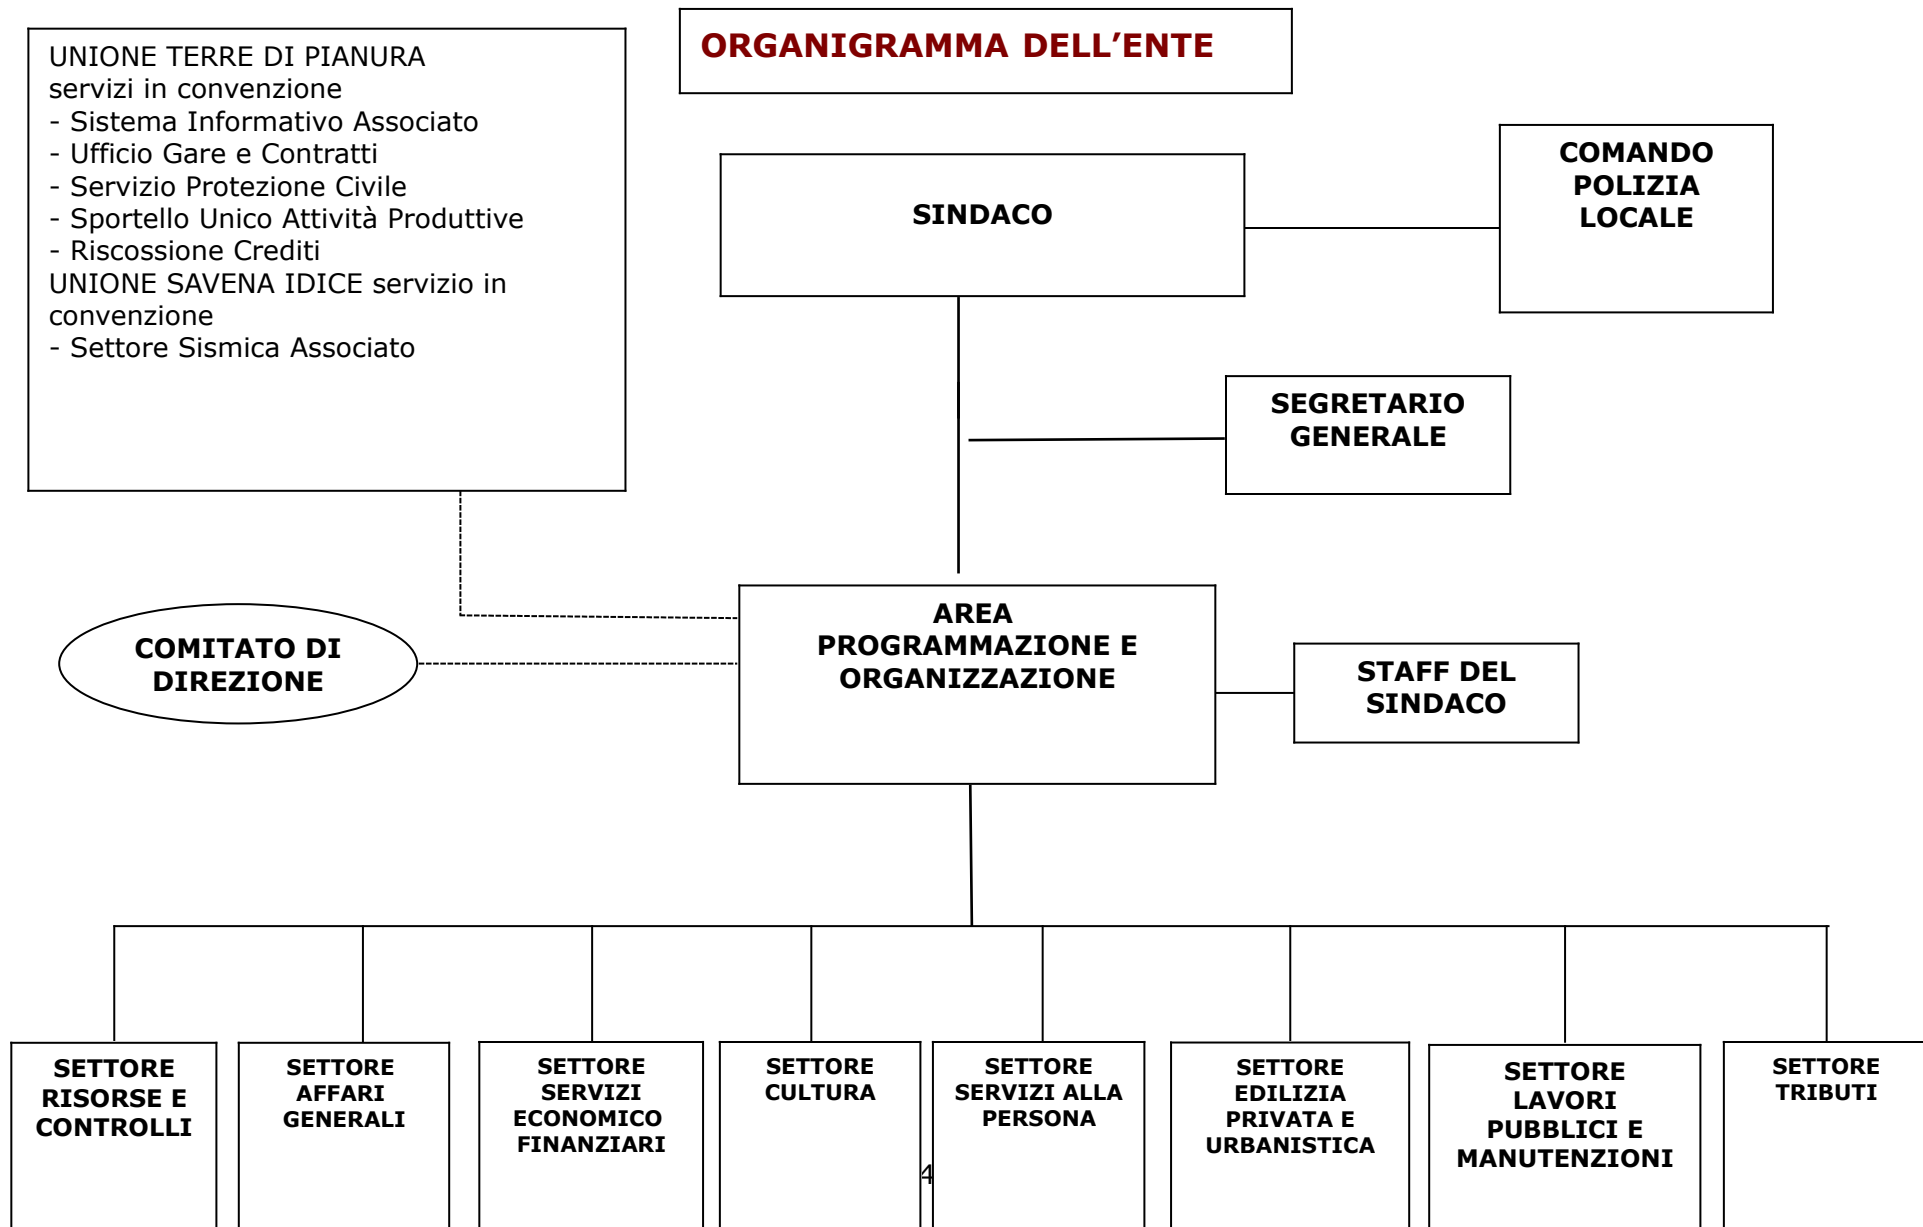 ORGANIGRAMMA DELL’ENTE
UNIONE TERRE DI PIANURA
servizi in convenzione
- Sistema Informativo Associato
- Ufficio Gare e Contratti
- Servizio Protezione Civile
- Sportello Unico Attività Produttive
- Riscossione Crediti
UNIONE SAVENA IDICE servizio in
convenzione
- Settore Sismica Associato
SINDACO
COMANDO
POLIZIA
LOCALE
SEGRETARIO
GENERALE
AREA
PROGRAMMAZIONE E
ORGANIZZAZIONE
COMITATO DI
DIREZIONE
STAFF DEL
SINDACO
SETTORE
RISORSE E
CONTROLLI
SETTORE
AFFARI
GENERALI
SETTORE
SERVIZI
ECONOMICO
FINANZIARI
SETTORE
CULTURA
SETTORE
SERVIZI ALLA
PERSONA
SETTORE
EDILIZIA
PRIVATA E
URBANISTICA
SETTORE
LAVORI
PUBBLICI E
MANUTENZIONI
SETTORE
TRIBUTI
4